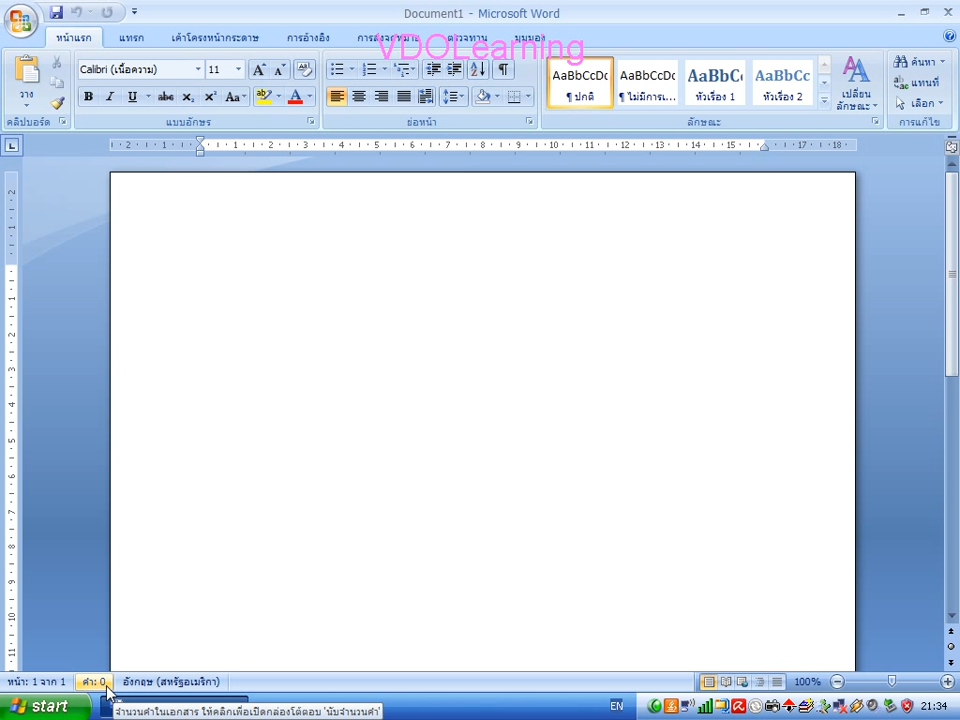 Document1 - Microsoft Word
หน้าแรก แทรก เค้าโครงหน้ากระดาษ การอ้างอิง การส่งจดหมาย ตรวจทาน มุมมอง
VDOLearning
Calibri (เนื้อความ) 11
AaBbCcDc AaBbCcDc AaBbC AaBbCc
ค้นหา
แทนที่
เลือก
วาง
¶ ปกติ ¶ ไม่มีการเ... หัวเรื่อง 1 หัวเรื่อง 2
เปลี่ยน
ลักษณะ
คลิปบอร์ด แบบอักษร ย่อหน้า ลักษณะ การแก้ไข
หน้า: 1 จาก 1 คำ: 0 อังกฤษ (สหรัฐอเมริกา) 100%
จำนวนคำในเอกสาร ให้คลิกเพื่อเปิดกล่องโต้ตอบ 'นับจำนวนคำ'
start EN 21:34